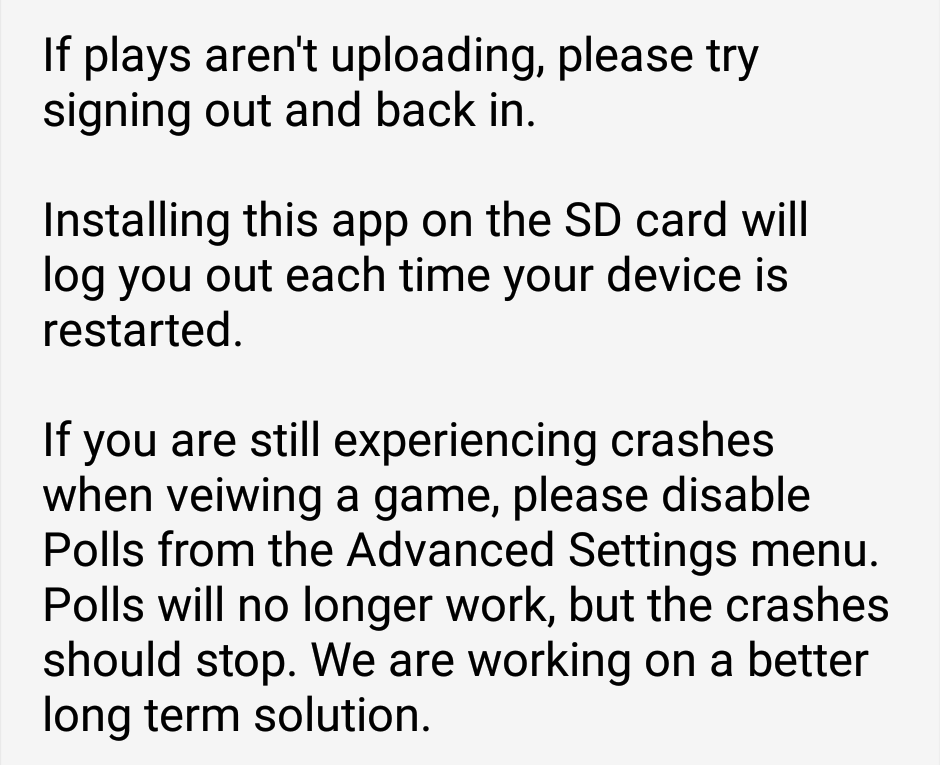 If plays aren't uploading, please try
signing out and back in.
Installing this app on the SD card will
log you out each time your device is
restarted.
If you are still experiencing crashes
when veiwing a game, please disable
Polls from the Advanced Settings menu.
Polls will no longer work, but the crashes
should stop. We are working on a better
long term solution.